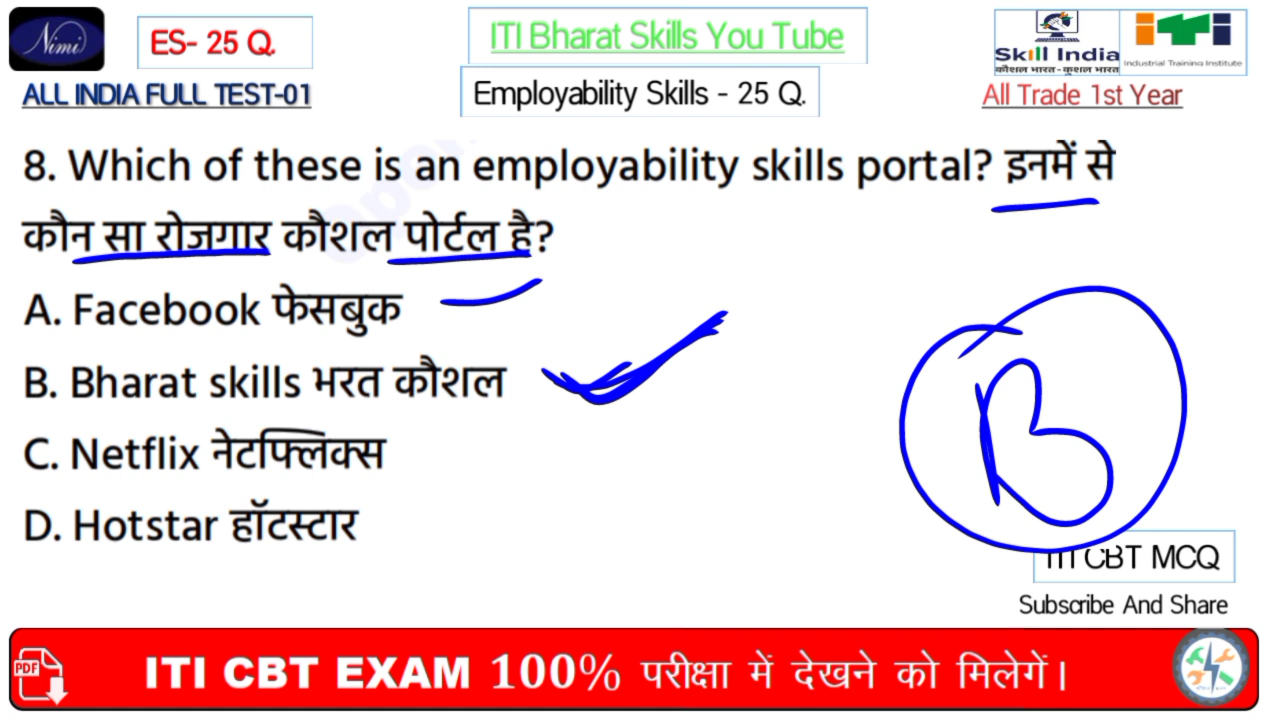 Nimi
ES- 25 Q.
ITI Bharat Skills You Tube
Skill India
कौशल भारत - कुशल भारत
iTi
Industrial Training Institute
ALL INDIA FULL TEST-01
Employability Skills - 25 Q.
All Trade 1st Year
8. Which of these is an employability skills portal? इनमें से
कौन सा रोजगार कौशल पोर्टल है?
A. Facebook फेसबुक
B. Bharat skills भरत कौशल
C. Netflix नेटफ्लिक्स
D. Hotstar हॉटस्टार
B
ITI CBT MCQ
Subscribe And Share
PDF
ITI CBT EXAM 100% परीक्षा में देखने को मिलेगें।